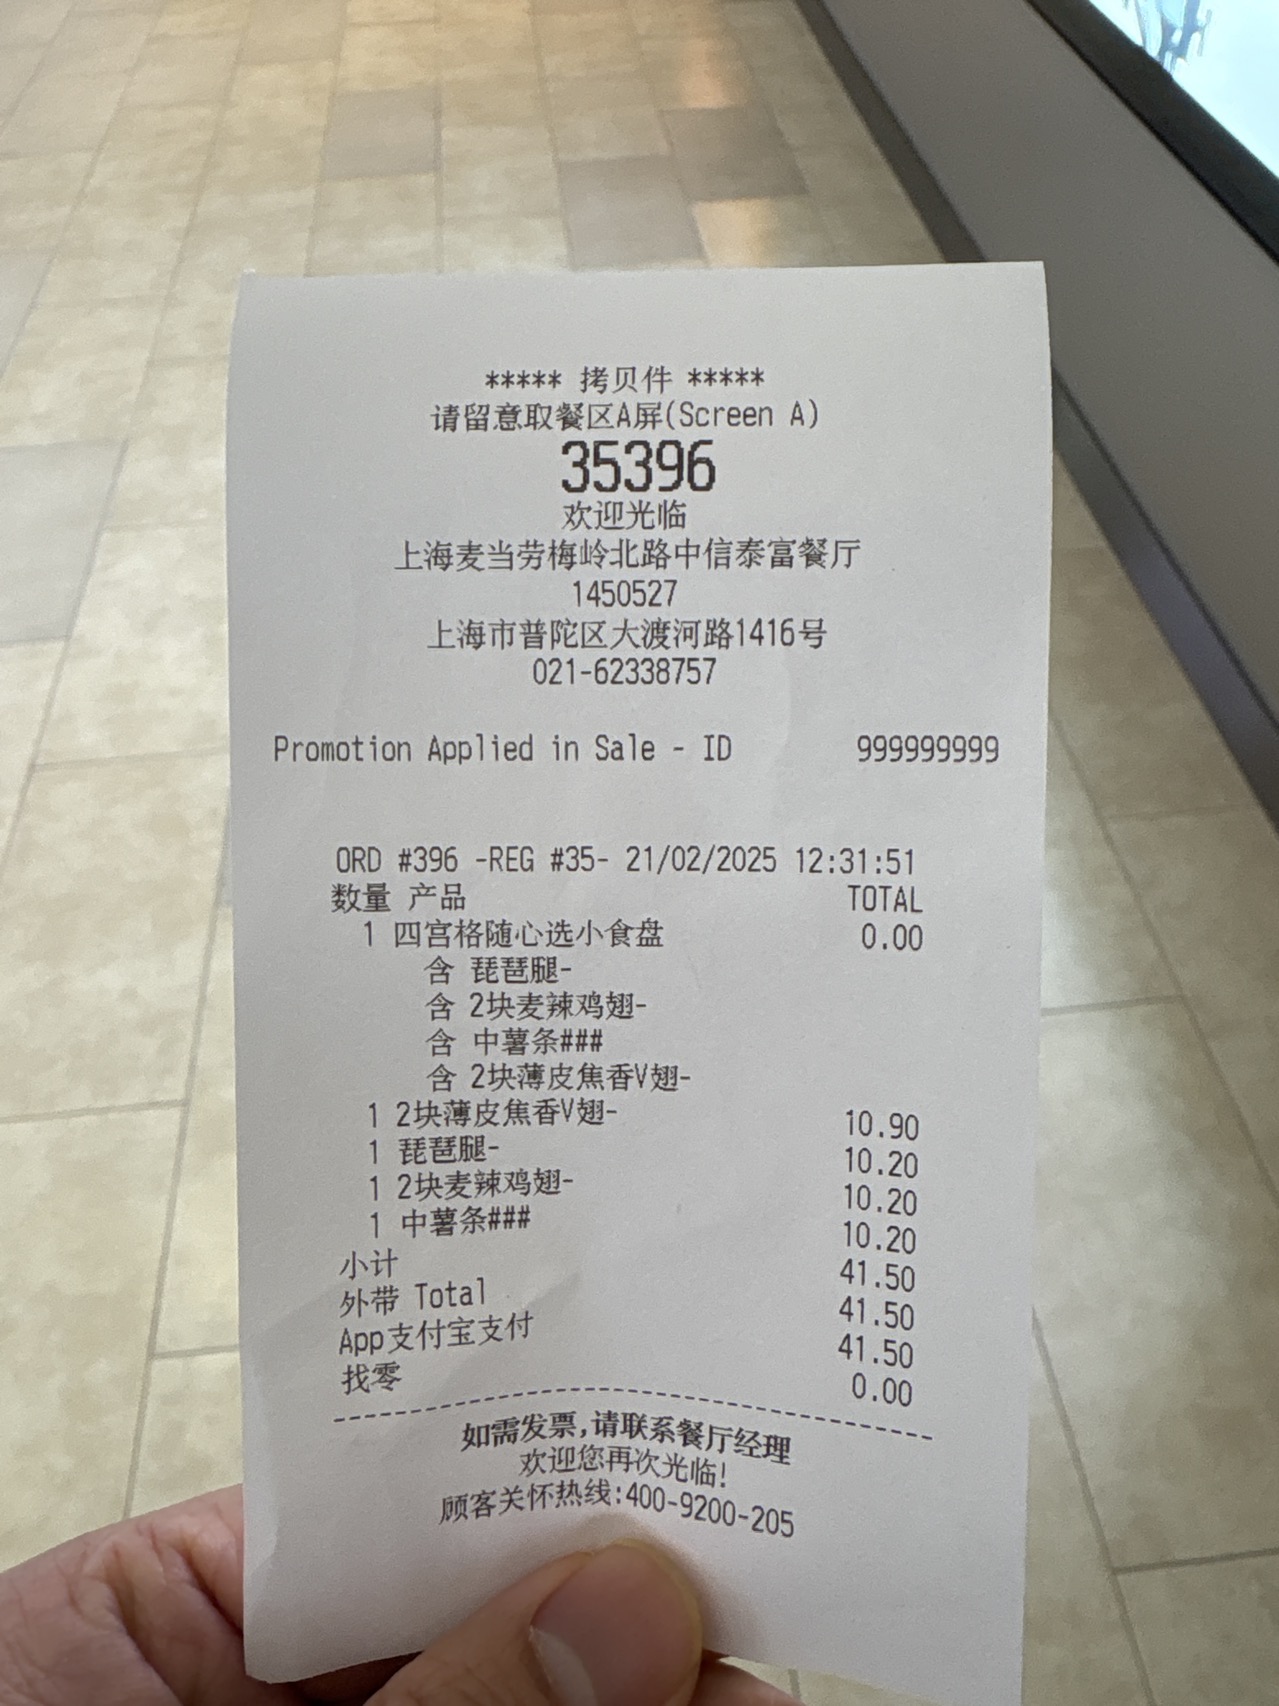 ***** 拷贝件 *****
请留意取餐区A屏(Screen A)
35396
欢迎光临
上海麦当劳梅岭北路中信泰富餐厅
1450527
上海市普陀区大渡河路1416号
021-62338757
Promotion Applied in Sale - ID 999999999
ORD #396 -REG #35- 21/02/2025 12:31:51
数量 产品 TOTAL
1 四宫格随心选小食盘 0.00
含 琵琶腿-
含 2块麦辣鸡翅-
含 中薯条###
含 2块薄皮焦香V翅-
1 2块薄皮焦香V翅- 10.90
1 琵琶腿- 10.20
1 2块麦辣鸡翅- 10.20
1 中薯条### 10.20
小计 41.50
外带 Total 41.50
App支付宝支付 41.50
找零 0.00
如需发票,请联系餐厅经理
欢迎您再次光临!
顾客关怀热线:400-9200-205